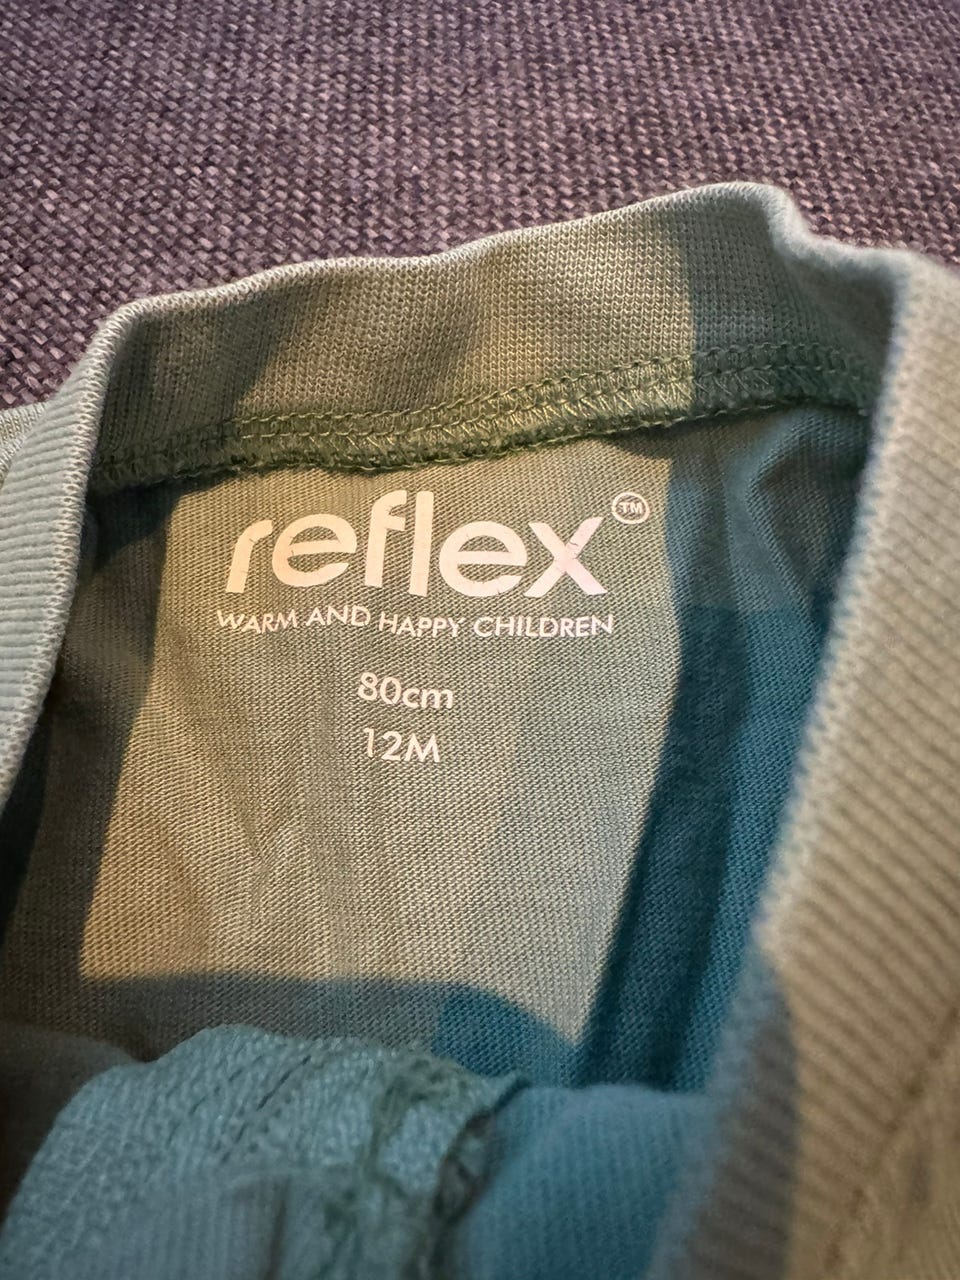 reflex™
WARM AND HAPPY CHILDREN
80cm
12M